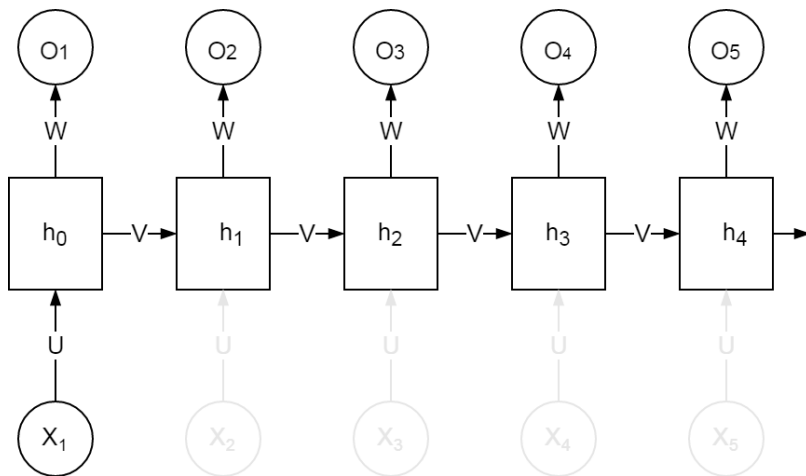 O1 O2 O3 O4 O5
W W W W W
h₀ V h₁ V h₂ V h₃ V h₄
U U U U U
X₁ X₂ X₃ X₄ X₅